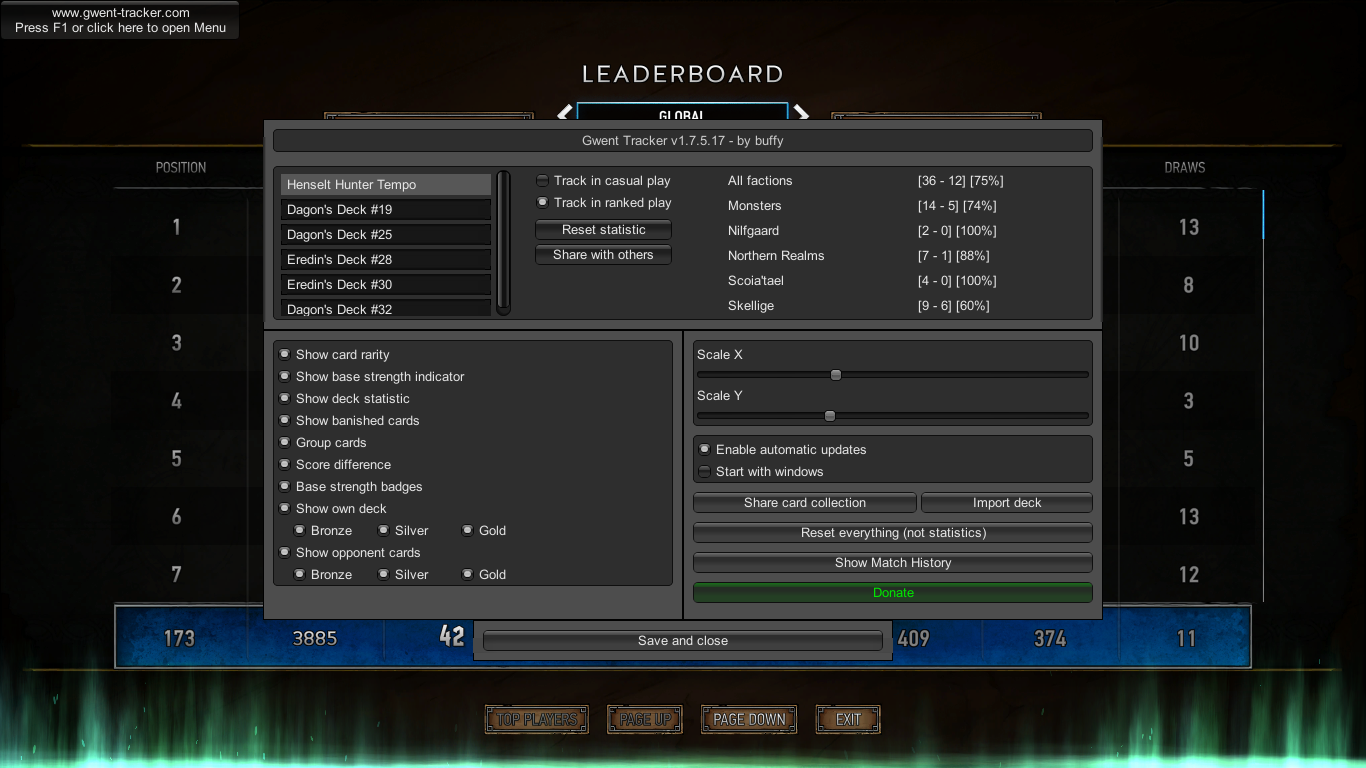 www.gwent-tracker.com
Press F1 or click here to open Menu
LEADERBOARD
GLOBAL
Gwent Tracker v1.7.5.17 - by buffy
POSITION
DRAWS
Henselt Hunter Tempo
Dagon's Deck #19
Dagon's Deck #25
Eredin's Deck #28
Eredin's Deck #30
Dagon's Deck #32
Track in casual play
Track in ranked play
Reset statistic
Share with others
All factions [36 - 12] [75%]
Monsters [14 - 5] [74%]
Nilfgaard [2 - 0] [100%]
Northern Realms [7 - 1] [88%]
Scoia'tael [4 - 0] [100%]
Skellige [9 - 6] [60%]
1 13
2 8
3 10
4 3
5 5
6 13
7 12
Show card rarity
Show base strength indicator
Show deck statistic
Show banished cards
Group cards
Score difference
Base strength badges
Show own deck
Bronze Silver Gold
Show opponent cards
Bronze Silver Gold
Scale X
Scale Y
Enable automatic updates
Start with windows
Share card collection Import deck
Reset everything (not statistics)
Show Match History
Donate
173 3885 42 409 374 11
Save and close
TOP PLAYERS PAGE UP PAGE DOWN EXIT